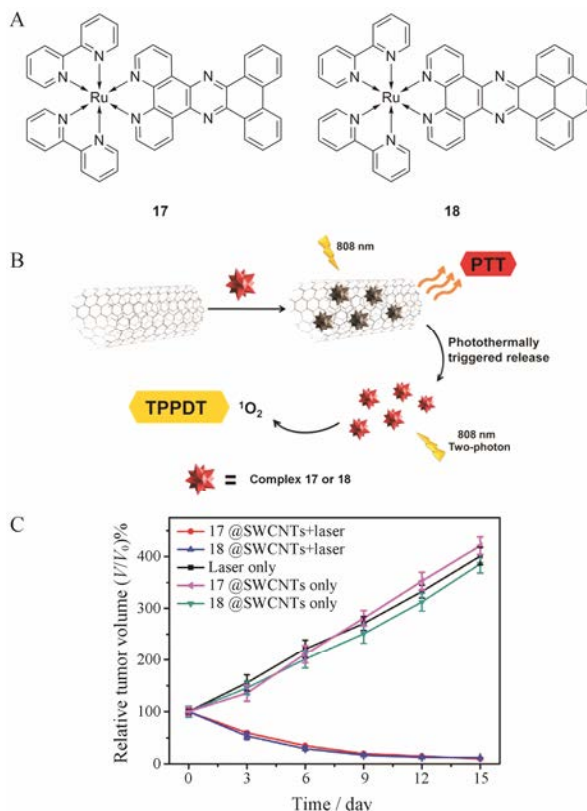 A
N N N N N N N N Ru
17
N N N N N N N N Ru
18
B
808 nm
PTT
Photothermally
triggered release
TPPDT
¹O₂
808 nm
Two-photon
= Complex 17 or 18
C
Relative tumor volume (V/V₀)%
17 @SWCNTs+laser
18 @SWCNTs+laser
Laser only
17 @SWCNTs only
18 @SWCNTs only
400
300
200
100
0
0 3 6 9 12 15
Time / day